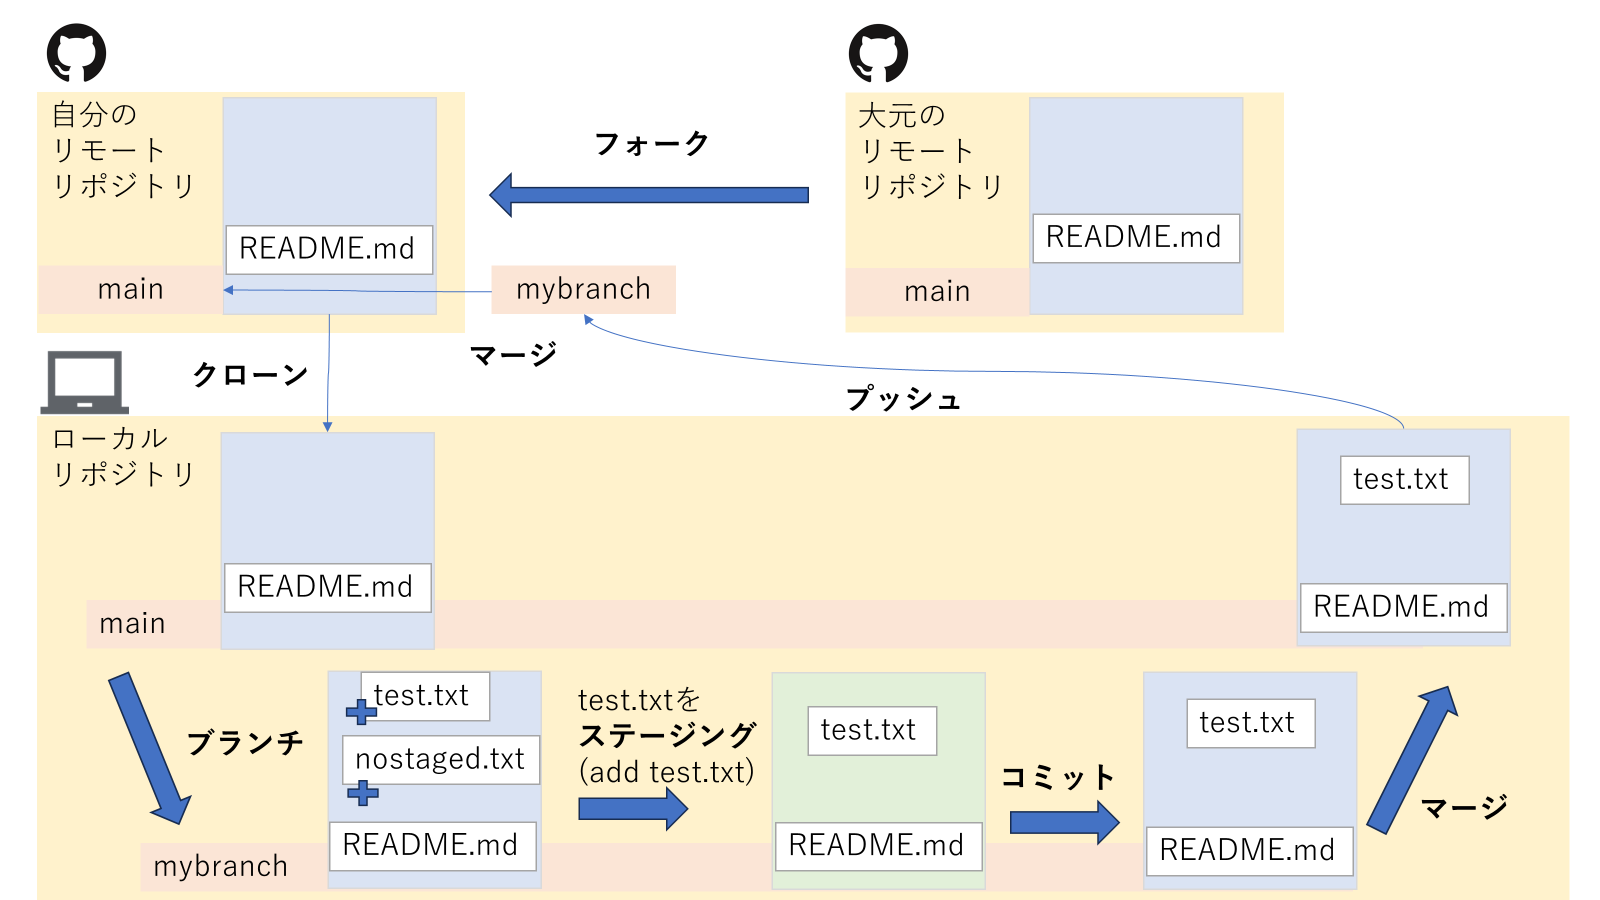 自分の
リモート
リポジトリ
README.md
main
フォーク
大元の
リモート
リポジトリ
README.md
main
mybranch
マージ
クローン
プッシュ
ローカル
リポジトリ
README.md
main
test.txt
README.md
ブランチ
mybranch
test.txt
nostaged.txt
README.md
test.txtを
ステージング
(add test.txt)
test.txt
README.md
コミット
test.txt
README.md
マージ